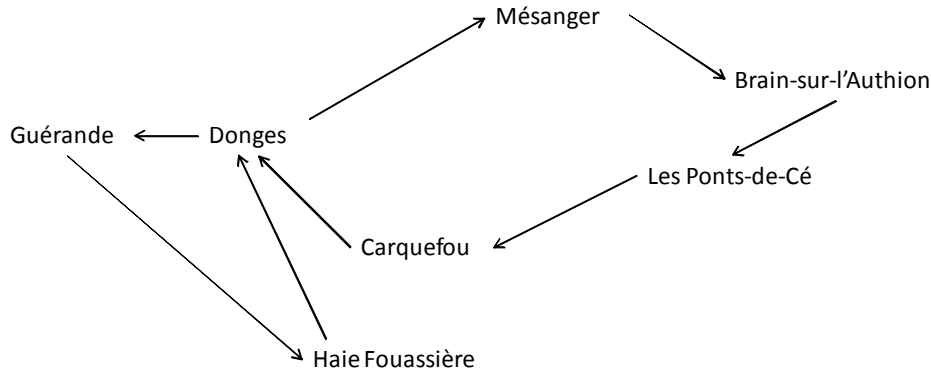 Mésanger
Brain-sur-l’Authion
Guérande
Donges
Les Ponts-de-Cé
Carquefou
Haie Fouassière